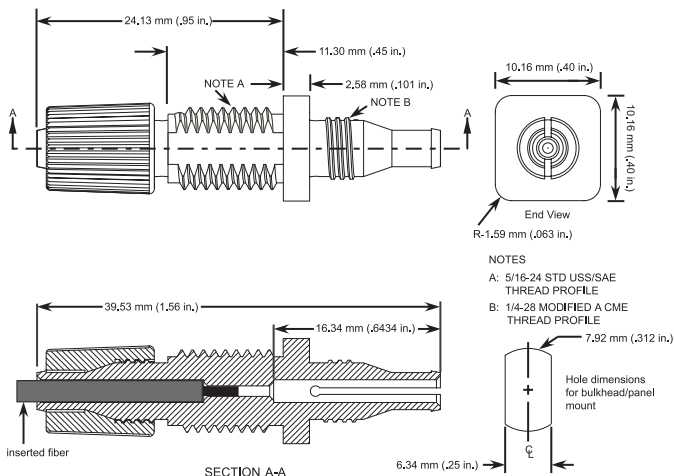 24.13 mm (.95 in.)
11.30 mm (.45 in.)
NOTE A
2.58 mm (.101 in.)
NOTE B
A
A
10.16 mm (.40 in.)
10.16 mm (.40 in.)
End View
R-1.59 mm (.063 in.)
NOTES
A: 5/16-24 STD USS/SAE
THREAD PROFILE
B: 1/4-28 MODIFIED A CME
THREAD PROFILE
39.53 mm (1.56 in.)
16.34 mm (.6434 in.)
7.92 mm (.312 in.)
Hole dimensions
for bulkhead/panel
mount
inserted fiber
6.34 mm (.25 in.)
℄
SECTION A-A